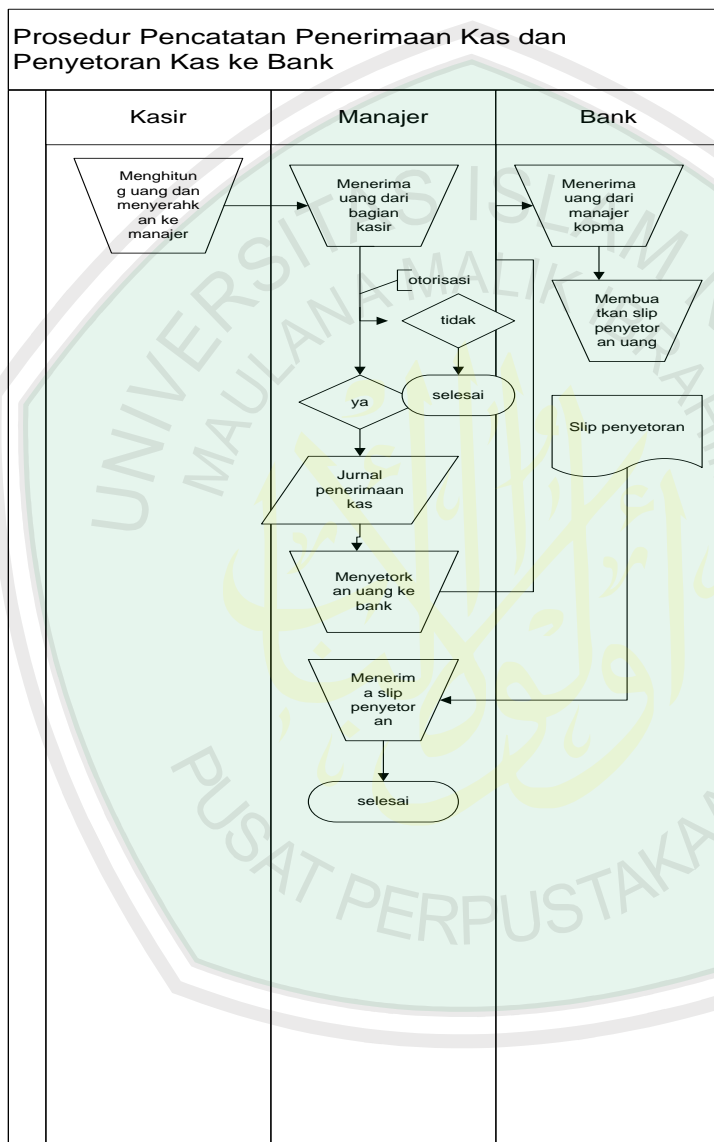 Prosedur Pencatatan Penerimaan Kas dan
Penyetoran Kas ke Bank
Kasir
Manajer
Bank
Menghitun
g uang dan
menyerahk
an ke
manajer
Menerima
uang dari
bagian
kasir
Menerima
uang dari
manajer
kopma
otorisasi
tidak
Membua
tkan slip
penyetor
an uang
ya
selesai
Slip penyetoran
Jurnal
penerimaan
kas
Menyetork
an uang ke
bank
Menerim
a slip
penyetor
an
selesai
UNIVERSITAS ISLAM
MAULANA MALIK IBRAHI
PUSAT PERPUSTAKAA